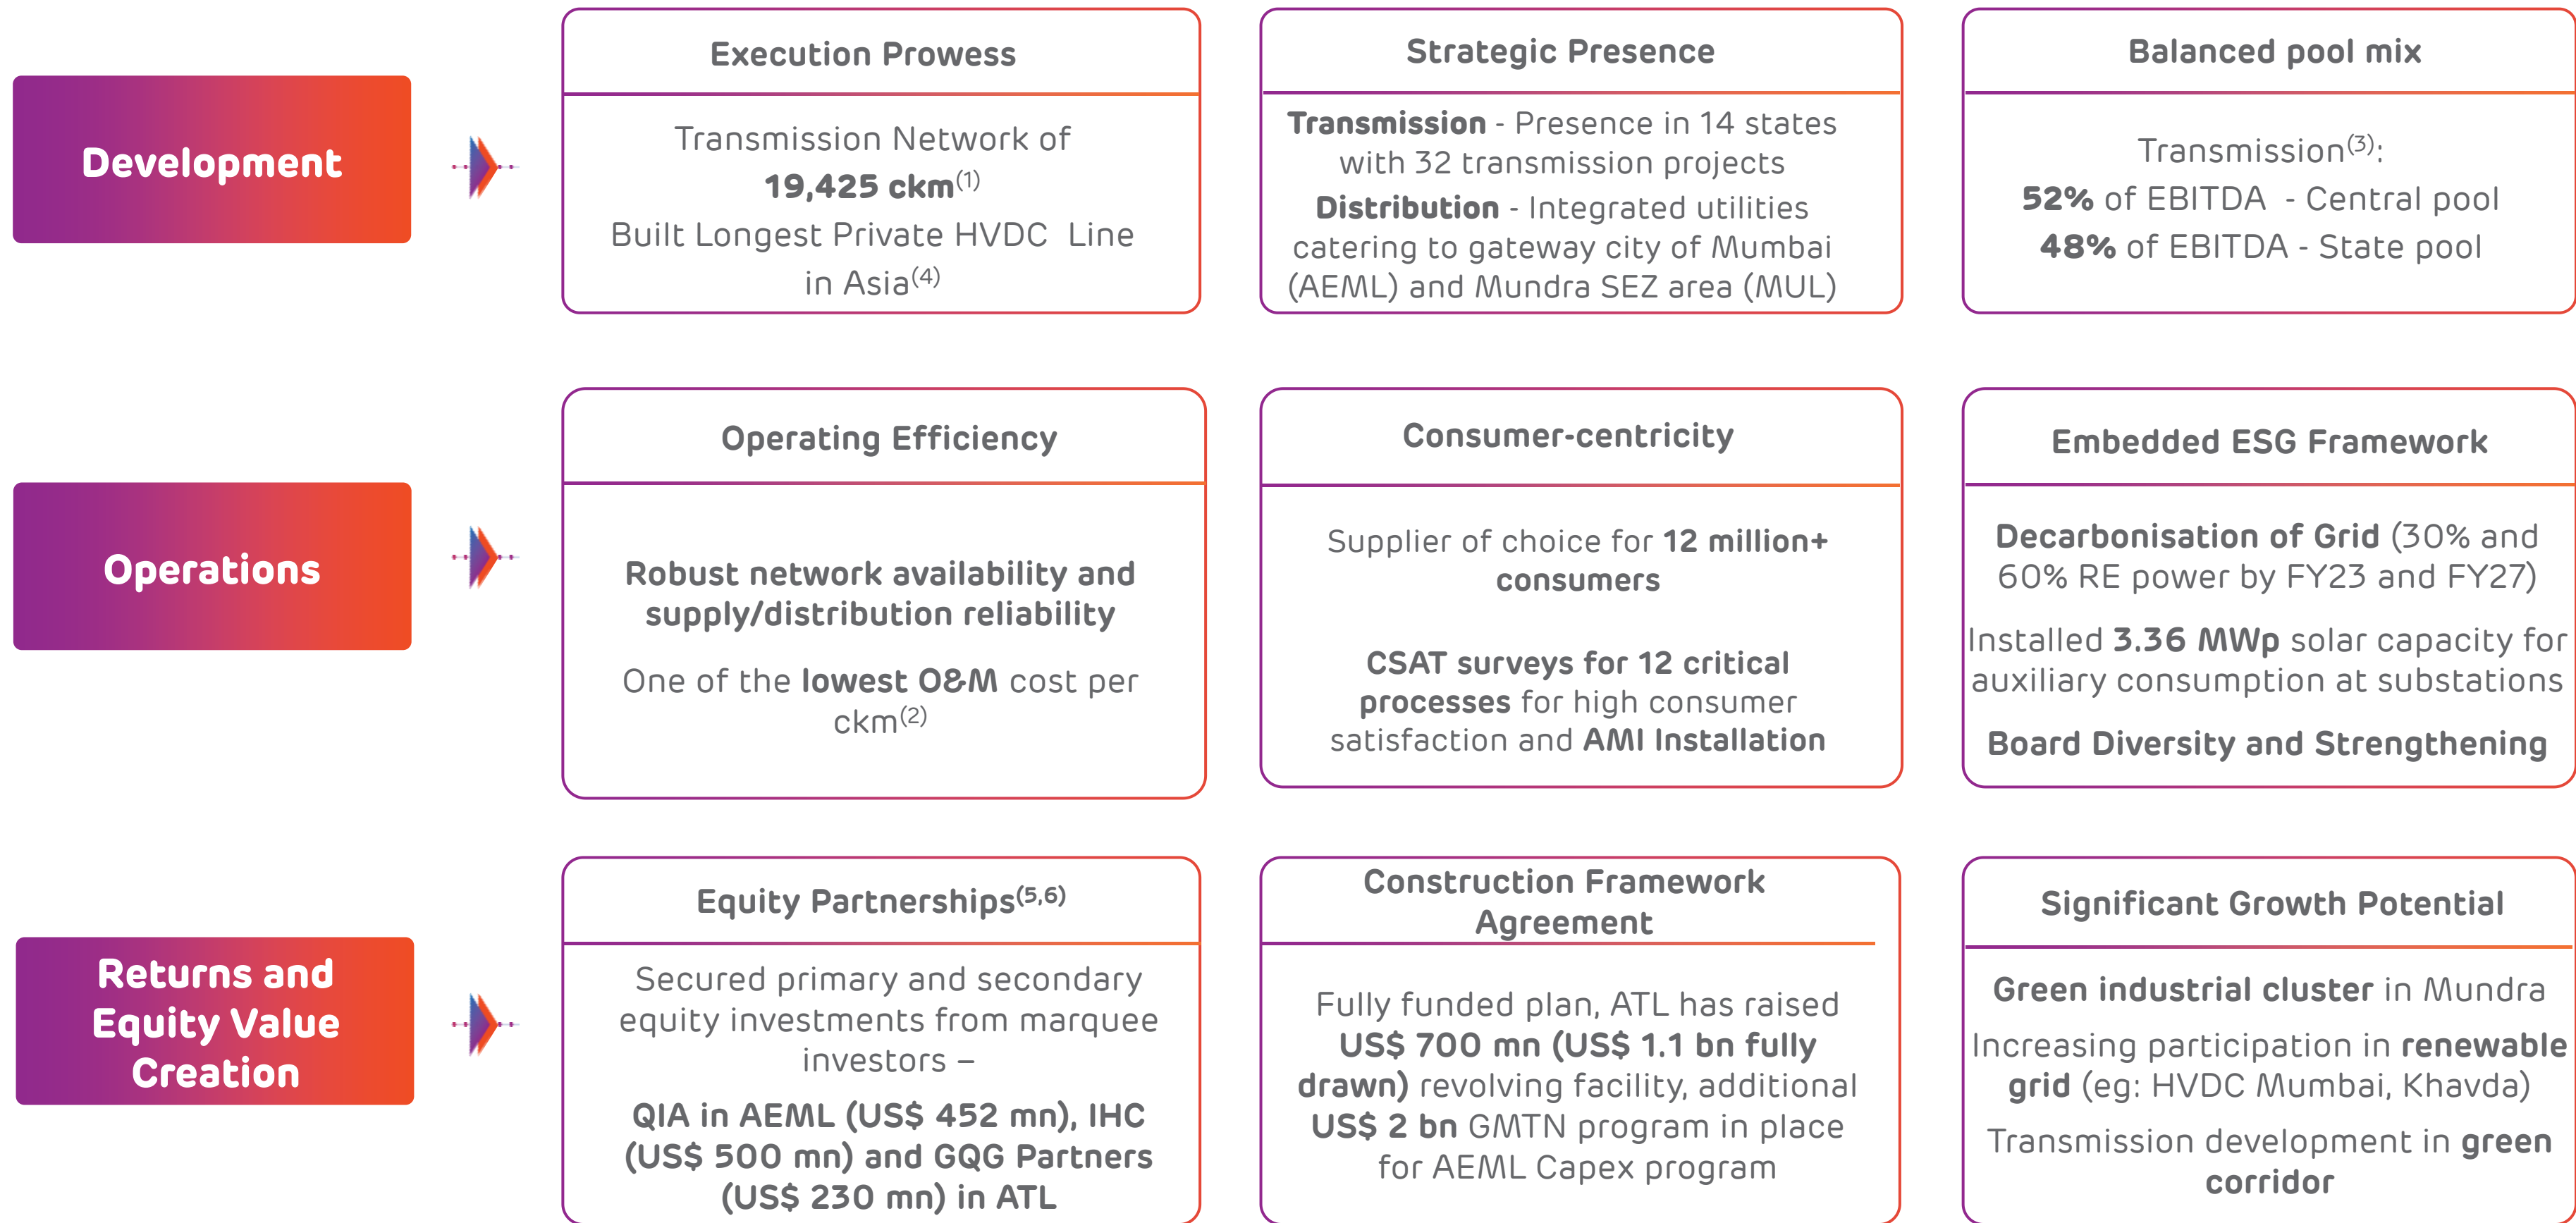 Development
Execution Prowess
Transmission Network of
19,425 ckm(1)
Built Longest Private HVDC Line
in Asia(4)
Strategic Presence
Transmission - Presence in 14 states
with 32 transmission projects
Distribution - Integrated utilities
catering to gateway city of Mumbai
(AEML) and Mundra SEZ area (MUL)
Balanced pool mix
Transmission(3):
52% of EBITDA - Central pool
48% of EBITDA - State pool
Operations
Operating Efficiency
Robust network availability and
supply/distribution reliability
One of the lowest O&M cost per
ckm(2)
Consumer-centricity
Supplier of choice for 12 million+
consumers
CSAT surveys for 12 critical
processes for high consumer
satisfaction and AMI Installation
Embedded ESG Framework
Decarbonisation of Grid (30% and
60% RE power by FY23 and FY27)
Installed 3.36 MWp solar capacity for
auxiliary consumption at substations
Board Diversity and Strengthening
Returns and
Equity Value
Creation
Equity Partnerships(5,6)
Secured primary and secondary
equity investments from marquee
investors –
QIA in AEML (US$ 452 mn), IHC
(US$ 500 mn) and GQG Partners
(US$ 230 mn) in ATL
Construction Framework
Agreement
Fully funded plan, ATL has raised
US$ 700 mn (US$ 1.1 bn fully
drawn) revolving facility, additional
US$ 2 bn GMTN program in place
for AEML Capex program
Significant Growth Potential
Green industrial cluster in Mundra
Increasing participation in renewable
grid (eg: HVDC Mumbai, Khavda)
Transmission development in green
corridor